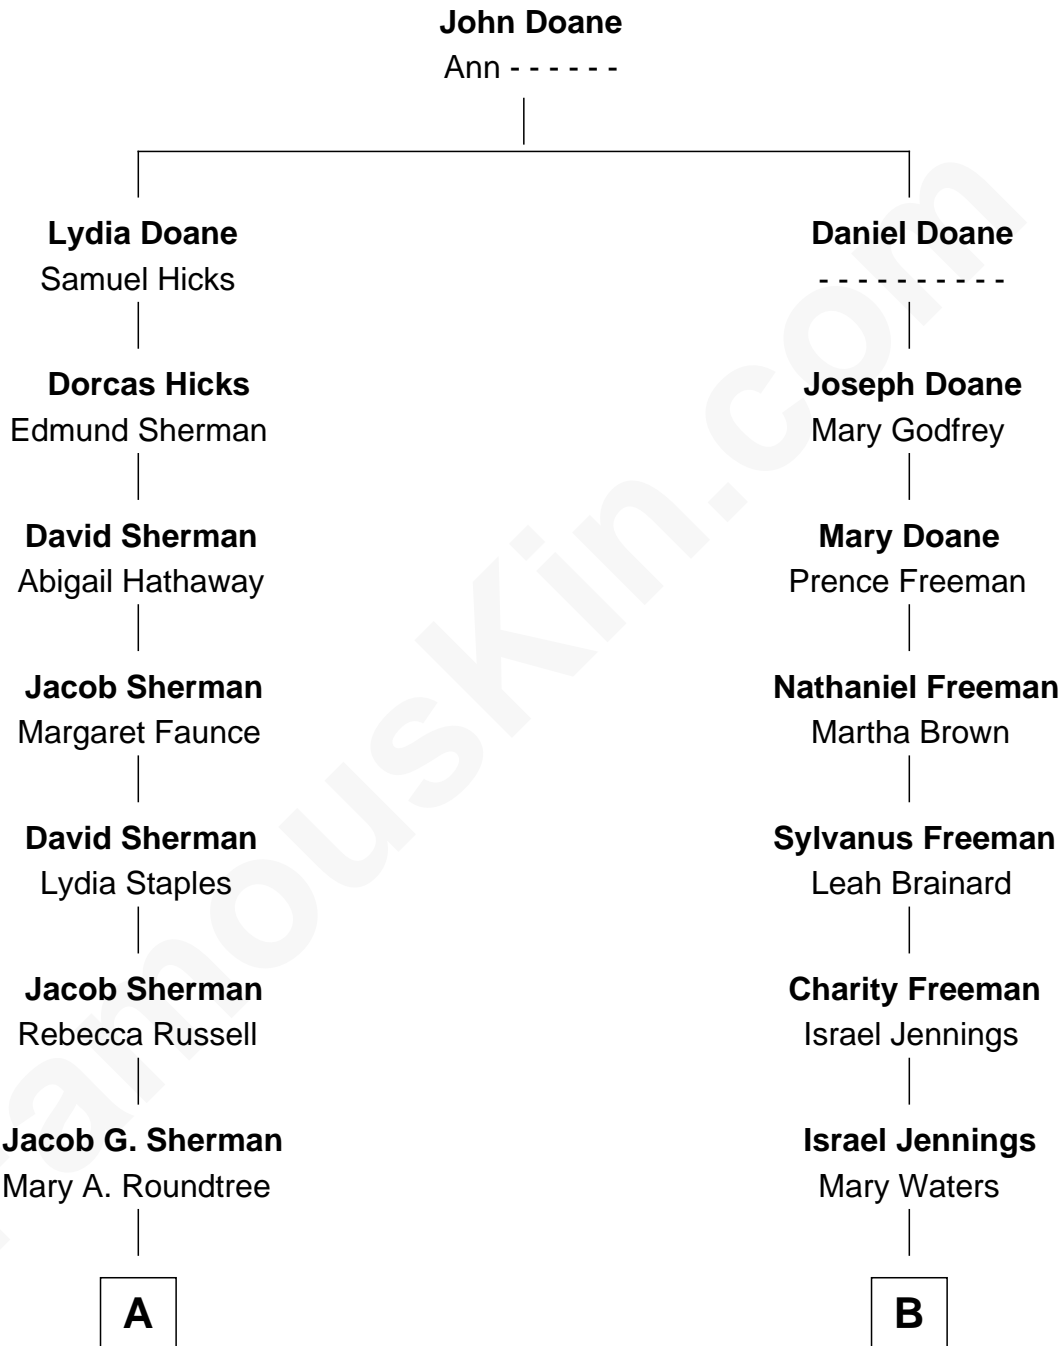 John Doane
Ann - - - - - -
Lydia Doane
Samuel Hicks
Daniel Doane
- - - - - - - - - -
Dorcas Hicks
Edmund Sherman
Joseph Doane
Mary Godfrey
David Sherman
Abigail Hathaway
Mary Doane
Prence Freeman
Jacob Sherman
Margaret Faunce
Nathaniel Freeman
Martha Brown
David Sherman
Lydia Staples
Sylvanus Freeman
Leah Brainard
Jacob Sherman
Rebecca Russell
Charity Freeman
Israel Jennings
Jacob G. Sherman
Mary A. Roundtree
Israel Jennings
Mary Waters
A
B
FamousKin.com